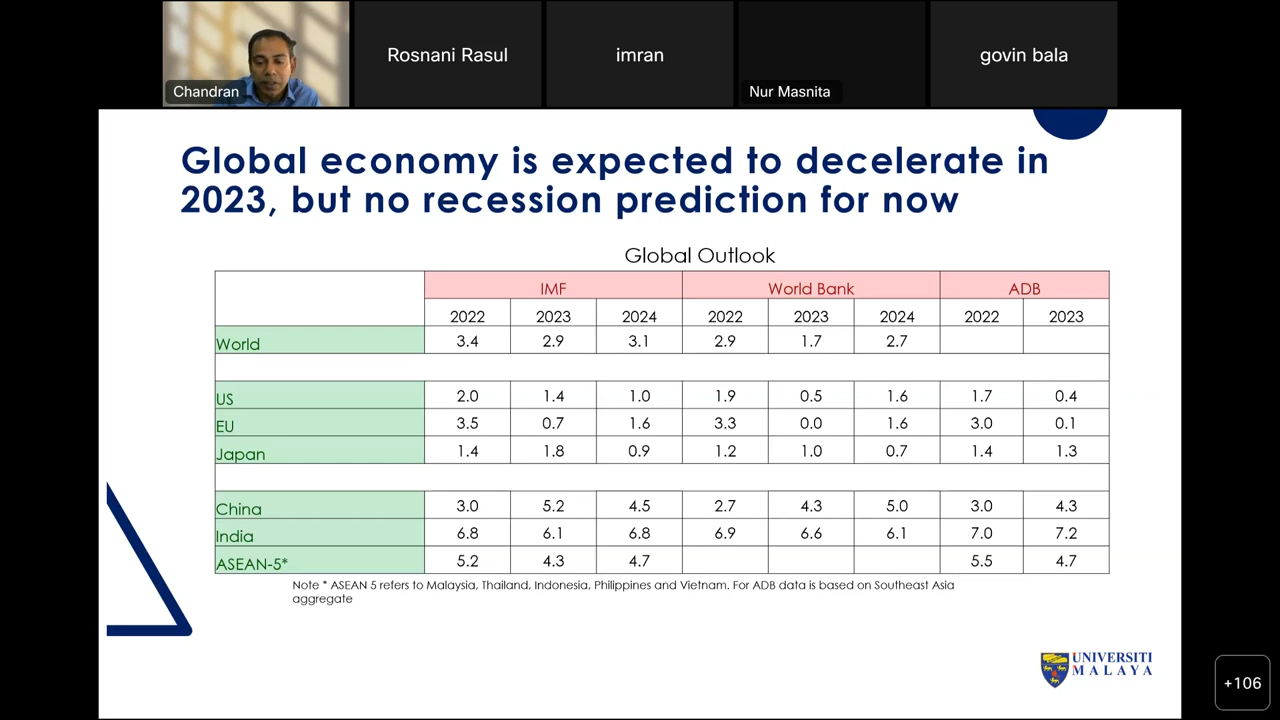 Chandran
Rosnani Rasul
imran
Nur Masnita
govin bala
Global economy is expected to decelerate in
2023, but no recession prediction for now
Global Outlook
IMF World Bank ADB
2022 2023 2024 2022 2023 2024 2022 2023
World 3.4 2.9 3.1 2.9 1.7 2.7
US 2.0 1.4 1.0 1.9 0.5 1.6 1.7 0.4
EU 3.5 0.7 1.6 3.3 0.0 1.6 3.0 0.1
Japan 1.4 1.8 0.9 1.2 1.0 0.7 1.4 1.3
China 3.0 5.2 4.5 2.7 4.3 5.0 3.0 4.3
India 6.8 6.1 6.8 6.9 6.6 6.1 7.0 7.2
ASEAN-5* 5.2 4.3 4.7 5.5 4.7
Note * ASEAN 5 refers to Malaysia, Thailand, Indonesia, Philippines and Vietnam. For ADB data is based on Southeast Asia
aggregate
UNIVERSITI
MALAYA
+106